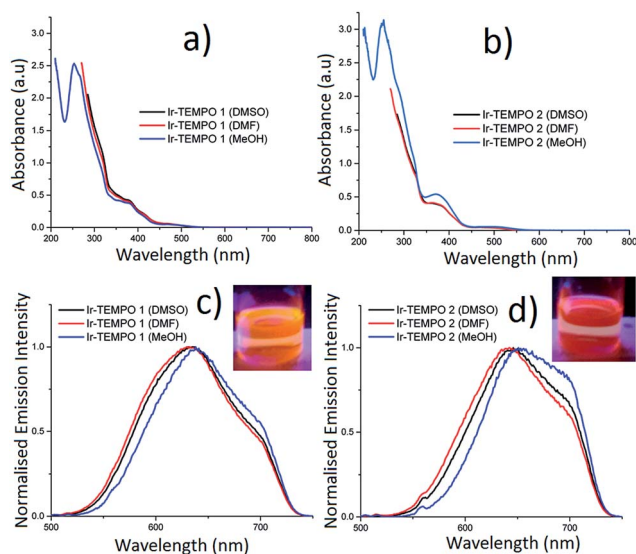 a)
Ir-TEMPO 1 (DMSO)
Ir-TEMPO 1 (DMF)
Ir-TEMPO 1 (MeOH)
Absorbance (a.u)
3.0
2.5
2.0
1.5
1.0
0.5
0.0
200 300 400 500 600 700 800
Wavelength (nm)
b)
Ir-TEMPO 2 (DMSO)
Ir-TEMPO 2 (DMF)
Ir-TEMPO 2 (MeOH)
Absorbance (a.u)
3.0
2.5
2.0
1.5
1.0
0.5
0.0
200 300 400 500 600 700 800
Wavelength (nm)
c)
Ir-TEMPO 1 (DMSO)
Ir-TEMPO 1 (DMF)
Ir-TEMPO 1 (MeOH)
Normalised Emission Intensity
1.0
0.5
0.0
500 600 700
Wavelength (nm)
d)
Ir-TEMPO 2 (DMSO)
Ir-TEMPO 2 (DMF)
Ir-TEMPO 2 (MeOH)
Normalised Emission Intensity
1.0
0.5
0.0
500 600 700
Wavelength (nm)